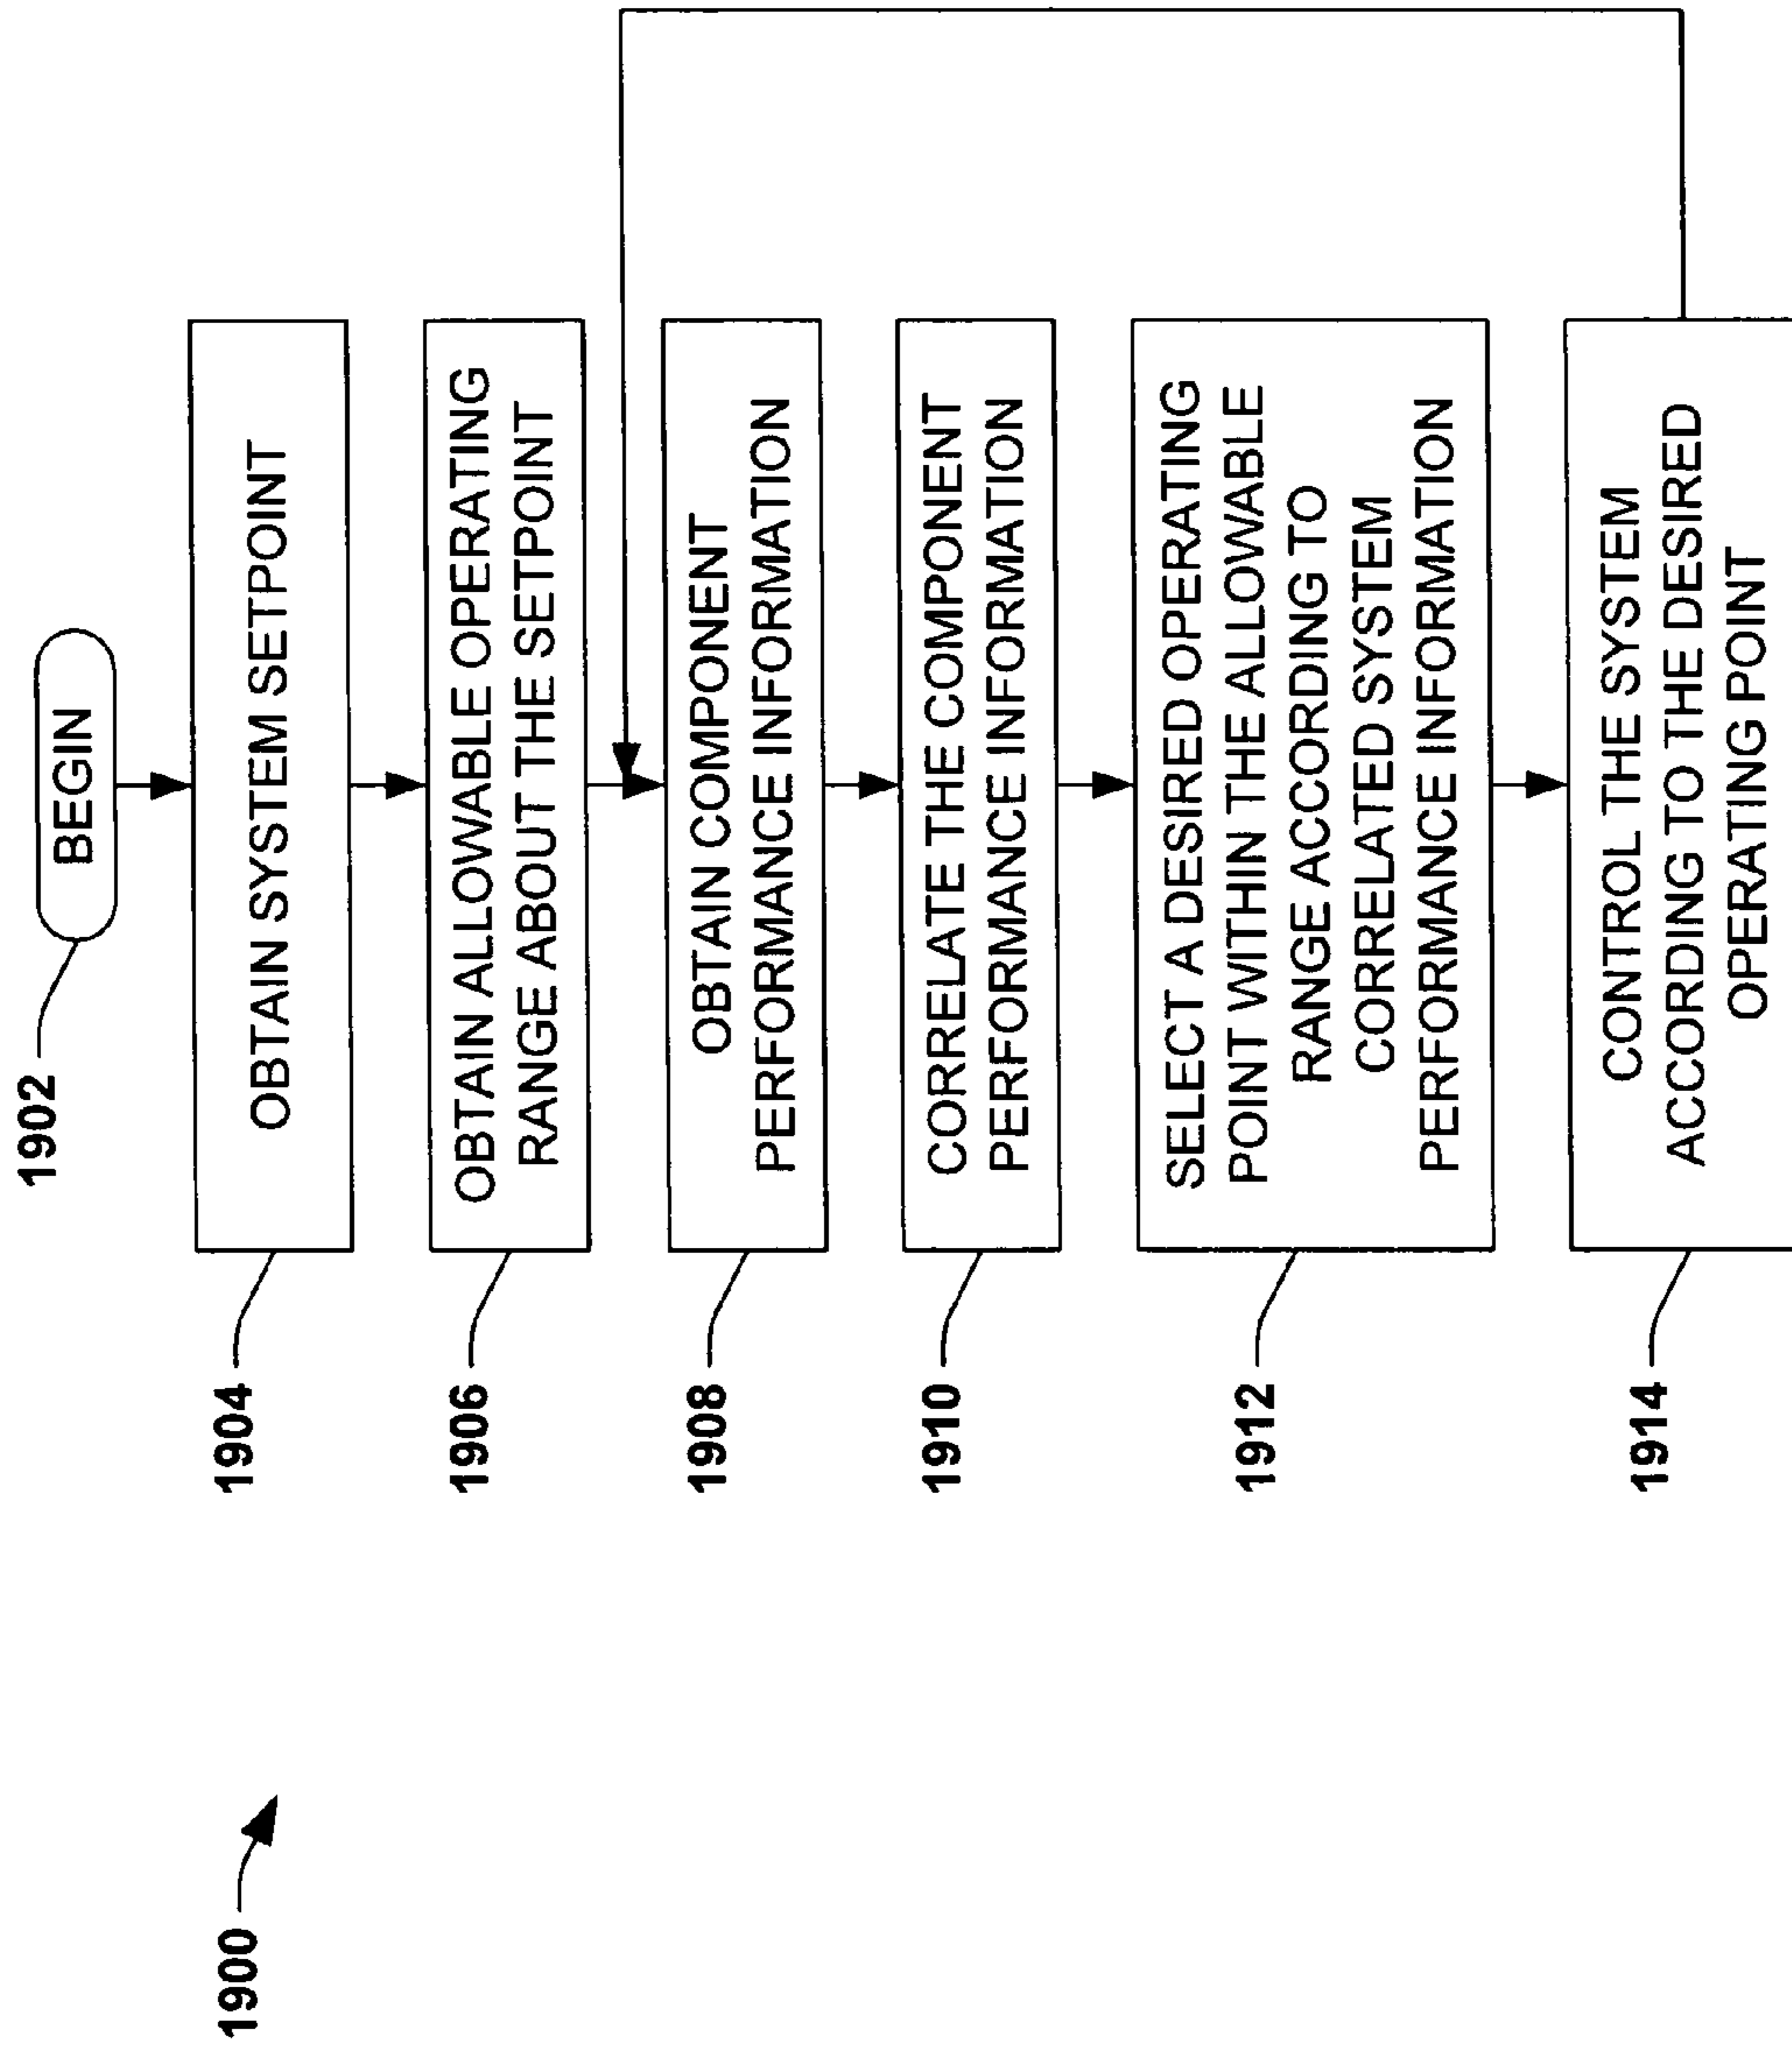 1900
1902
BEGIN
1904
OBTAIN SYSTEM SETPOINT
1906
OBTAIN ALLOWABLE OPERATING
RANGE ABOUT THE SETPOINT
1908
OBTAIN COMPONENT
PERFORMANCE INFORMATION
1910
CORRELATE THE COMPONENT
PERFORMANCE INFORMATION
1912
SELECT A DESIRED OPERATING
POINT WITHIN THE ALLOWABLE
RANGE ACCORDING TO
CORRELATED SYSTEM
PERFORMANCE INFORMATION
1914
CONTROL THE SYSTEM
ACCORDING TO THE DESIRED
OPERATING POINT